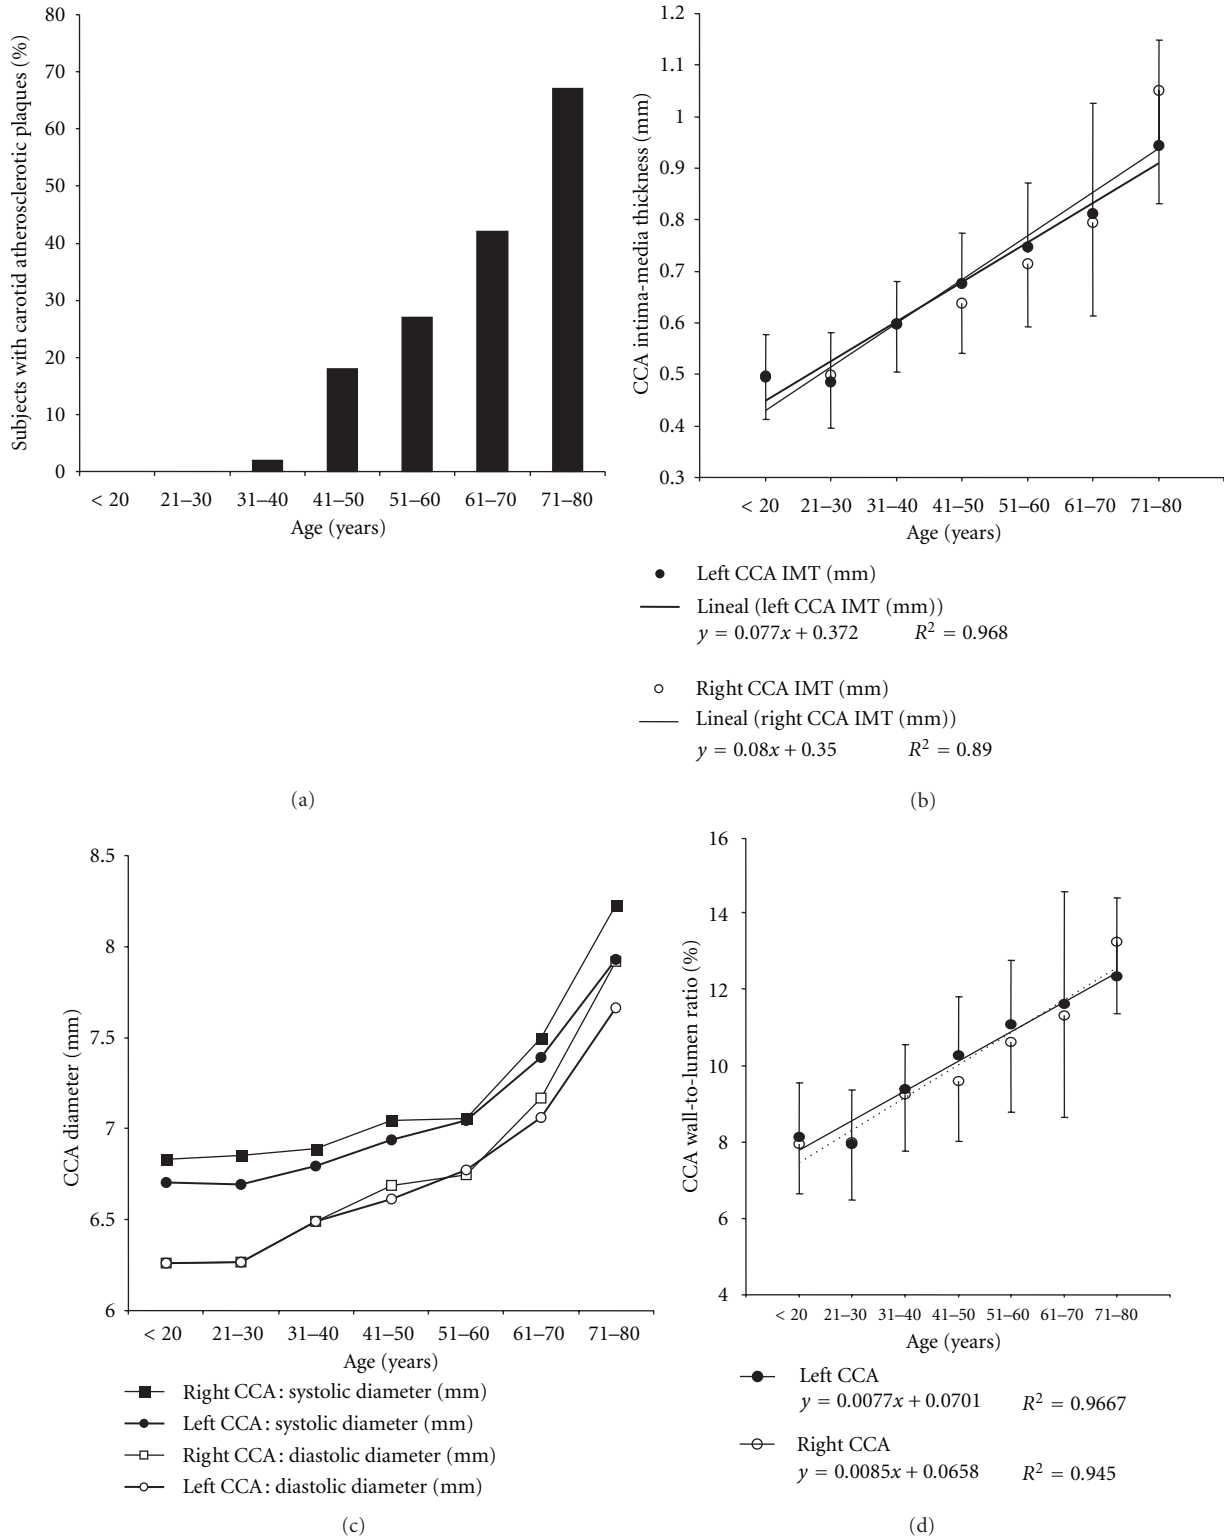 Subjects with carotid atherosclerotic plaques (%)
80
70
60
50
40
30
20
10
0
< 20 21–30 31–40 41–50 51–60 61–70 71–80
Age (years)
(a)
CCA intima-media thickness (mm)
1.2
1.1
1
0.9
0.8
0.7
0.6
0.5
0.4
0.3
< 20 21–30 31–40 41–50 51–60 61–70 71–80
Age (years)
Left CCA IMT (mm)
Lineal (left CCA IMT (mm))
y = 0.077x + 0.372 R² = 0.968
Right CCA IMT (mm)
Lineal (right CCA IMT (mm))
y = 0.08x + 0.35 R² = 0.89
(b)
CCA diameter (mm)
8.5
8
7.5
7
6.5
6
< 20 21–30 31–40 41–50 51–60 61–70 71–80
Age (years)
Right CCA: systolic diameter (mm)
Left CCA: systolic diameter (mm)
Right CCA: diastolic diameter (mm)
Left CCA: diastolic diameter (mm)
(c)
CCA wall-to-lumen ratio (%)
16
14
12
10
8
6
4
< 20 21–30 31–40 41–50 51–60 61–70 71–80
Age (years)
Left CCA
y = 0.0077x + 0.0701 R² = 0.9667
Right CCA
y = 0.0085x + 0.0658 R² = 0.945
(d)